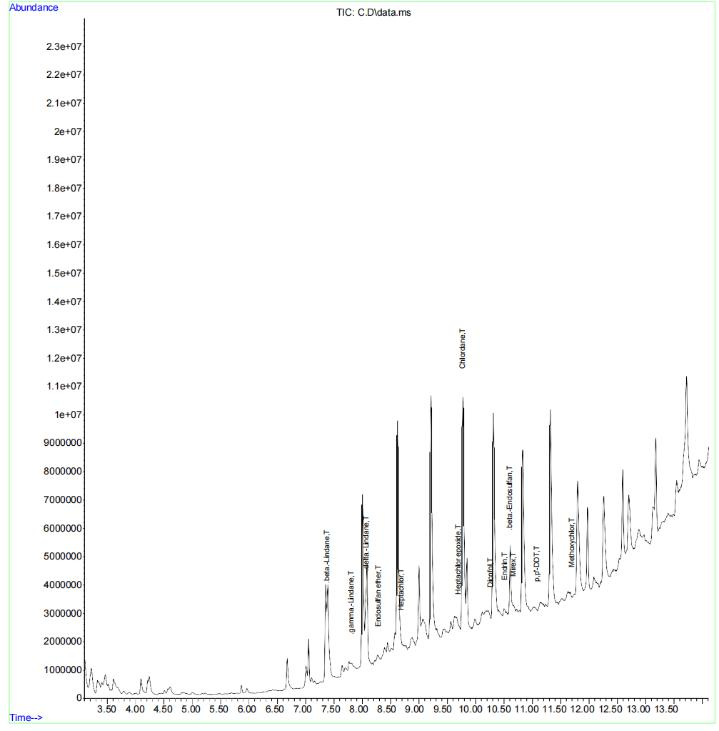 Abundance
TIC: C.D\data.ms
2.3e+07
2.2e+07
2.1e+07
2e+07
1.9e+07
1.8e+07
1.7e+07
1.6e+07
1.5e+07
1.4e+07
1.3e+07
1.2e+07
1.1e+07
1e+07
9000000
8000000
7000000
6000000
5000000
4000000
3000000
2000000
1000000
0
beta.-Lindane,T
.gamma.-Lindane,T
delta.-Lindane,T
Endosulfan ether,T
Heptachlor,T
Heptachlor epoxide,T
Chlordane,T
Dicofol,T
Endrin,T
.beta.-Endosulfan,T
Mirex,T
p,p'-DDT,T
Methoxychlor,T
3.50 4.00 4.50 5.00 5.50 6.00 6.50 7.00 7.50 8.00 8.50 9.00 9.50 10.00 10.50 11.00 11.50 12.00 12.50 13.00 13.50
Time-->